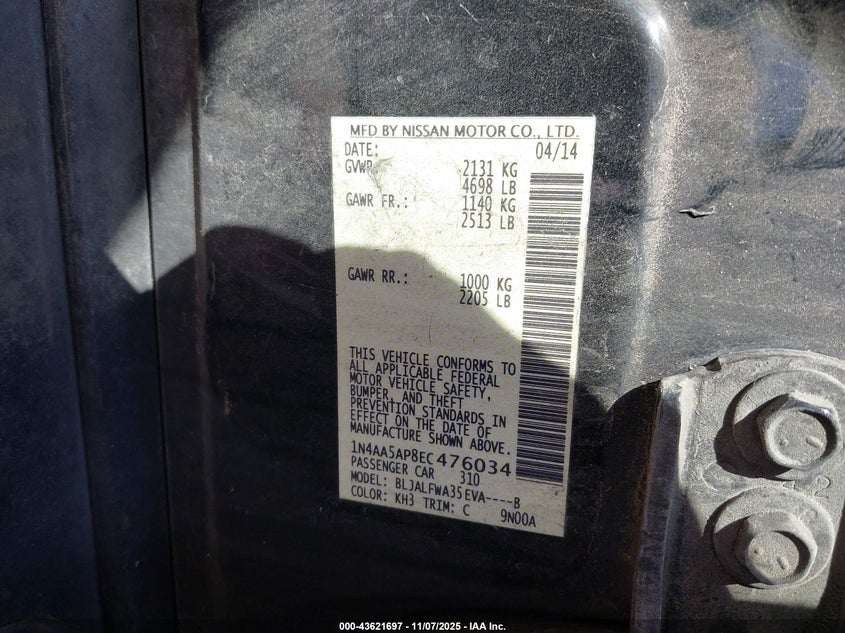 MFD BY NISSAN MOTOR CO., LTD.
DATE: 04/14
GVWR 2131 KG
4698 LB
GAWR FR.: 1140 KG
2513 LB
GAWR RR.: 1000 KG
2205 LB
THIS VEHICLE CONFORMS TO
ALL APPLICABLE FEDERAL
MOTOR VEHICLE SAFETY,
BUMPER, AND THEFT
PREVENTION STANDARDS IN
EFFECT ON THE DATE OF
MANUFACTURE SHOWN ABOVE.
1N4AA5AP8EC476034
PASSENGER CAR 310
MODEL: BLJALFWA35EVA----B
COLOR: KH3 TRIM: C 9N00A
000-43621697 - 11/07/2025 - IAA Inc.